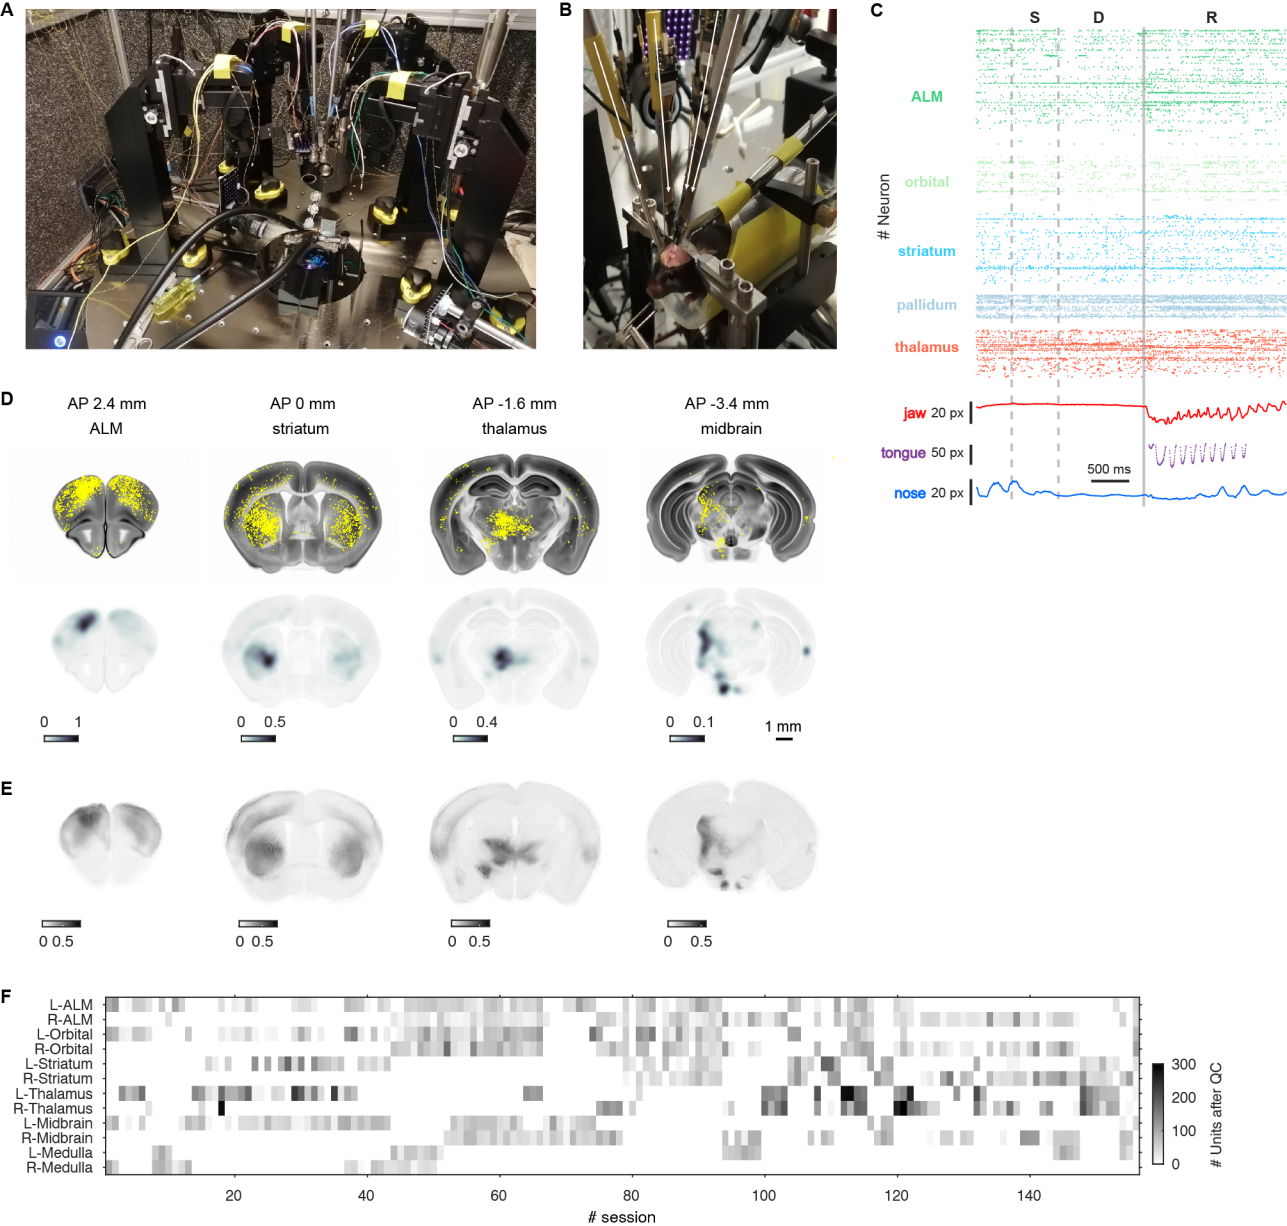 A
B
C
S D R
ALM
orbital
striatum
pallidum
thalamus
# Neuron
jaw 20 px
tongue 50 px
500 ms
nose 20 px
D
AP 2.4 mm
ALM
AP 0 mm
striatum
AP -1.6 mm
thalamus
AP -3.4 mm
midbrain
0 1
0 0.5
0 0.4
0 0.1
1 mm
E
0 0.5
0 0.5
0 0.5
0 0.5
F
L-ALM
R-ALM
L-Orbital
R-Orbital
L-Striatum
R-Striatum
L-Thalamus
R-Thalamus
L-Midbrain
R-Midbrain
L-Medulla
R-Medulla
20 40 60 80 100 120 140
# session
300
200
100
0
# Units after QC